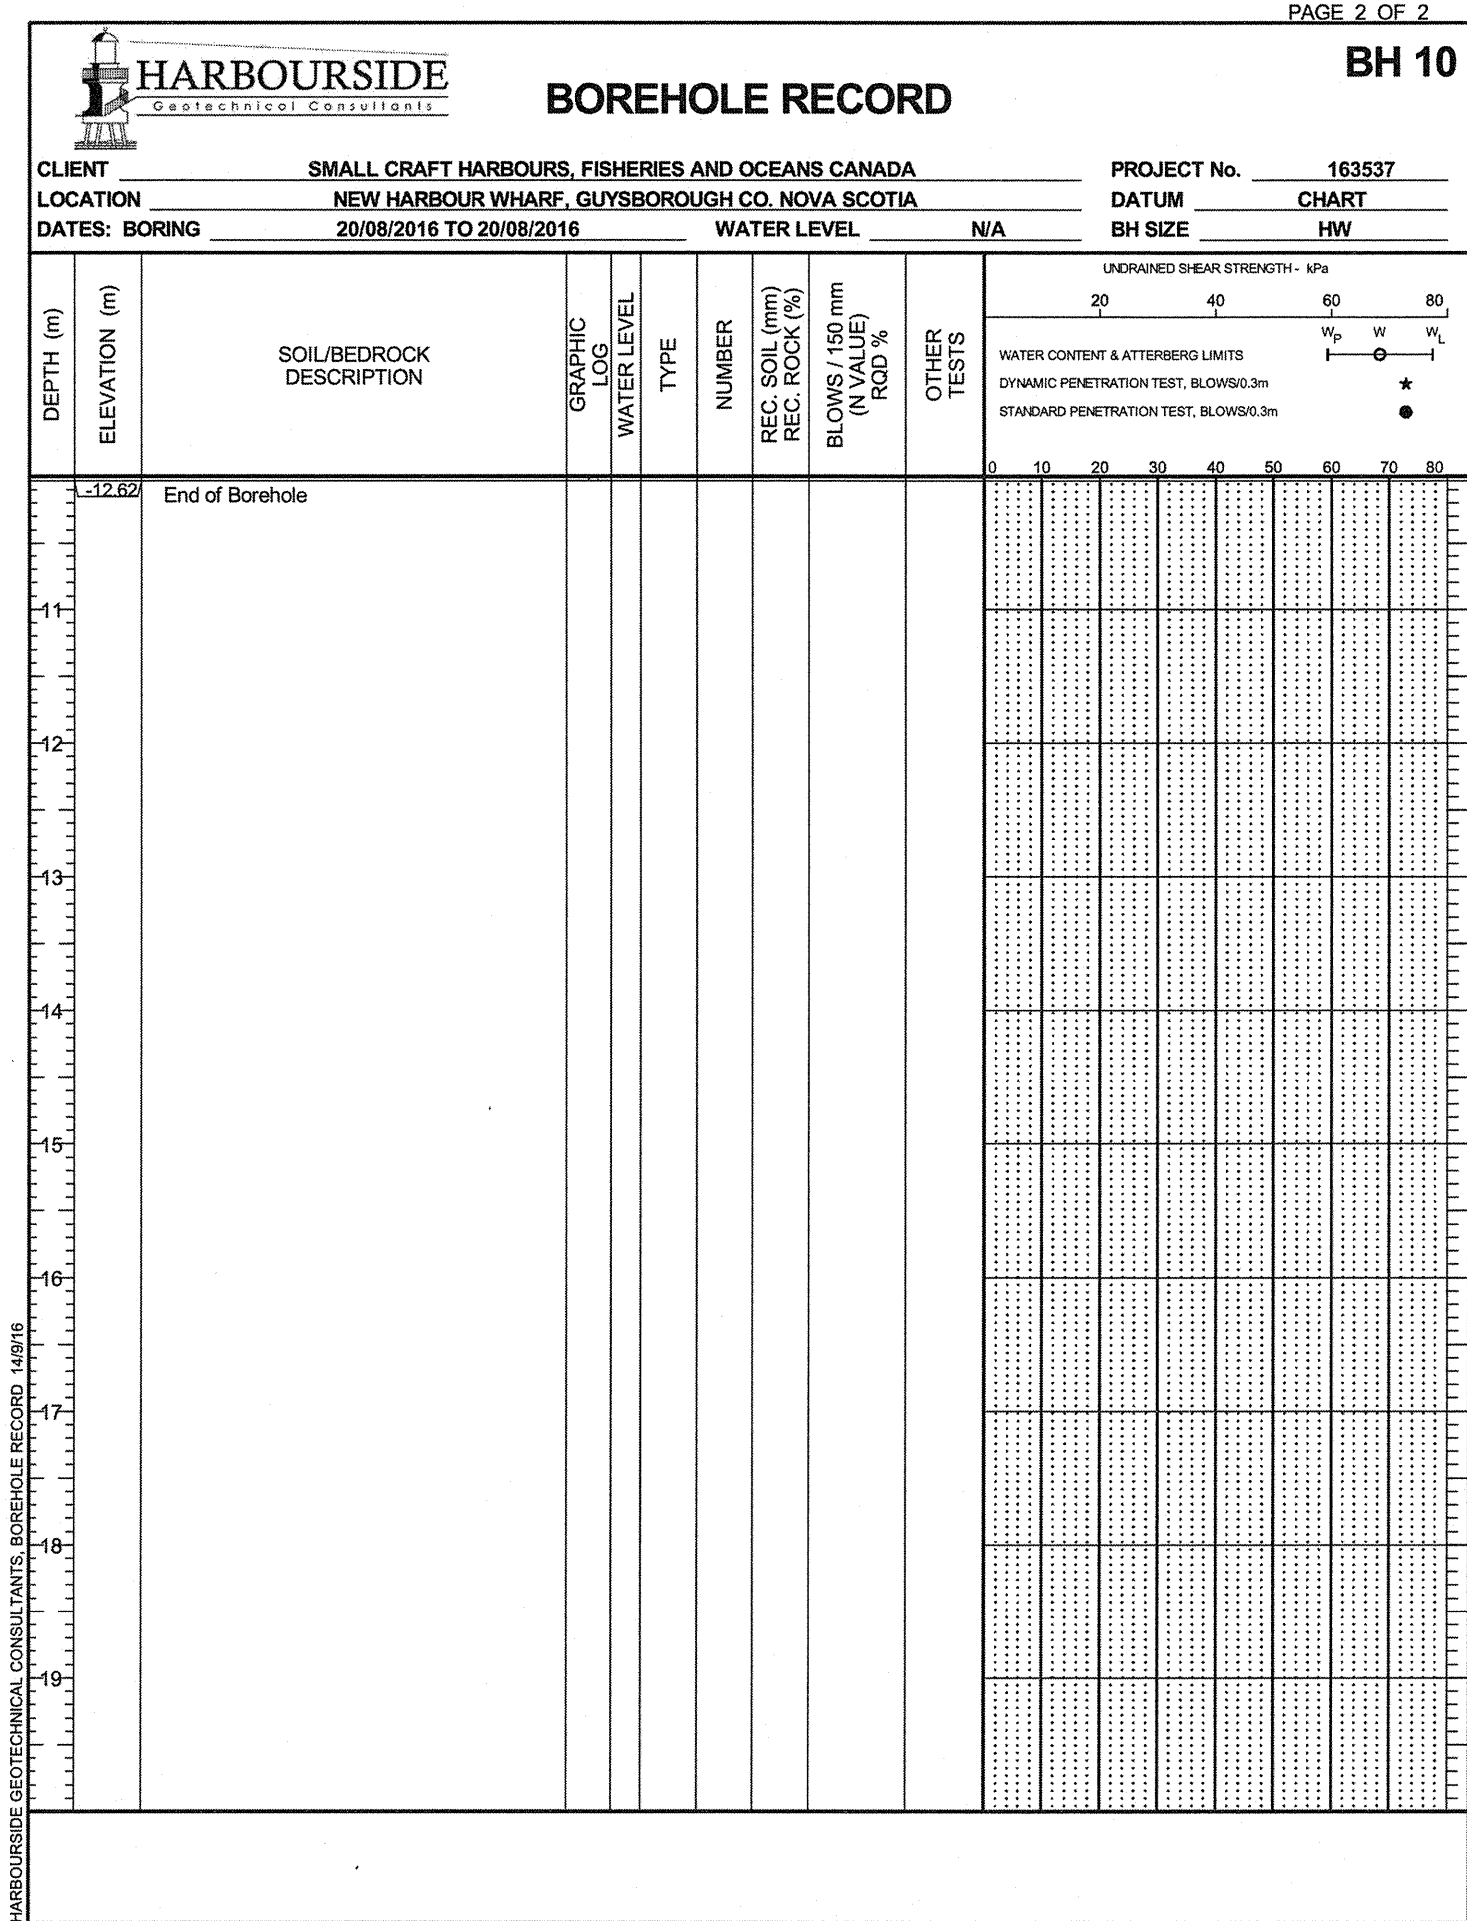 PAGE 2 OF 2
HARBOURSIDE
Geotechnical Consultants
BOREHOLE RECORD
BH 10
CLIENT SMALL CRAFT HARBOURS, FISHERIES AND OCEANS CANADA PROJECT No. 163537
LOCATION NEW HARBOUR WHARF, GUYSBOROUGH CO. NOVA SCOTIA DATUM CHART
DATES: BORING 20/08/2016 TO 20/08/2016 WATER LEVEL N/A BH SIZE HW
DEPTH (m)
ELEVATION (m)
SOIL/BEDROCK
DESCRIPTION
GRAPHIC
LOG
WATER LEVEL
TYPE
NUMBER
REC. SOIL (mm)
REC. ROCK (%)
BLOWS / 150 mm
(N VALUE)
RQD %
OTHER
TESTS
UNDRAINED SHEAR STRENGTH - kPa
20 40 60 80
WP W WL
WATER CONTENT & ATTERBERG LIMITS
DYNAMIC PENETRATION TEST, BLOWS/0.3m ★
STANDARD PENETRATION TEST, BLOWS/0.3m ●
0 10 20 30 40 50 60 70 80
-12.62 End of Borehole
11
12
13
14
15
16
17
18
19
HARBOURSIDE GEOTECHNICAL CONSULTANTS, BOREHOLE RECORD 14/9/16